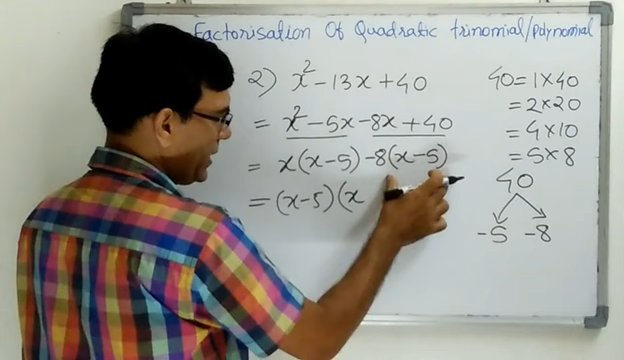 Factorisation Of Quadratic trinomial/Polynomial
2) x² - 13x + 40
= x² - 5x - 8x + 40
= x(x-5) - 8(x-5)
= (x-5)(x
40 = 1×40
= 2×20
= 4×10
= 5×8
40
-5 -8